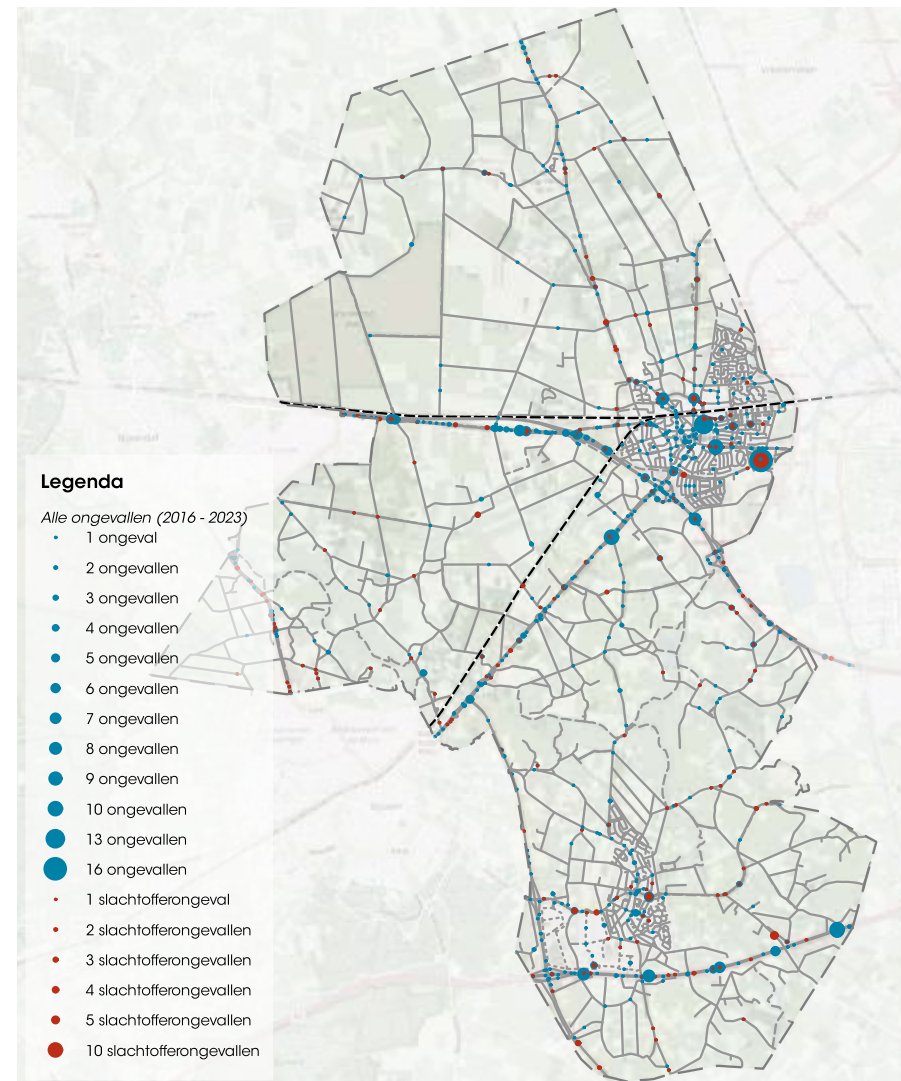 Legenda
Alle ongevallen (2016 - 2023)
1 ongeval
2 ongevallen
3 ongevallen
4 ongevallen
5 ongevallen
6 ongevallen
7 ongevallen
8 ongevallen
9 ongevallen
10 ongevallen
13 ongevallen
16 ongevallen
1 slachtofferongeval
2 slachtofferongevallen
3 slachtofferongevallen
4 slachtofferongevallen
5 slachtofferongevallen
10 slachtofferongevallen